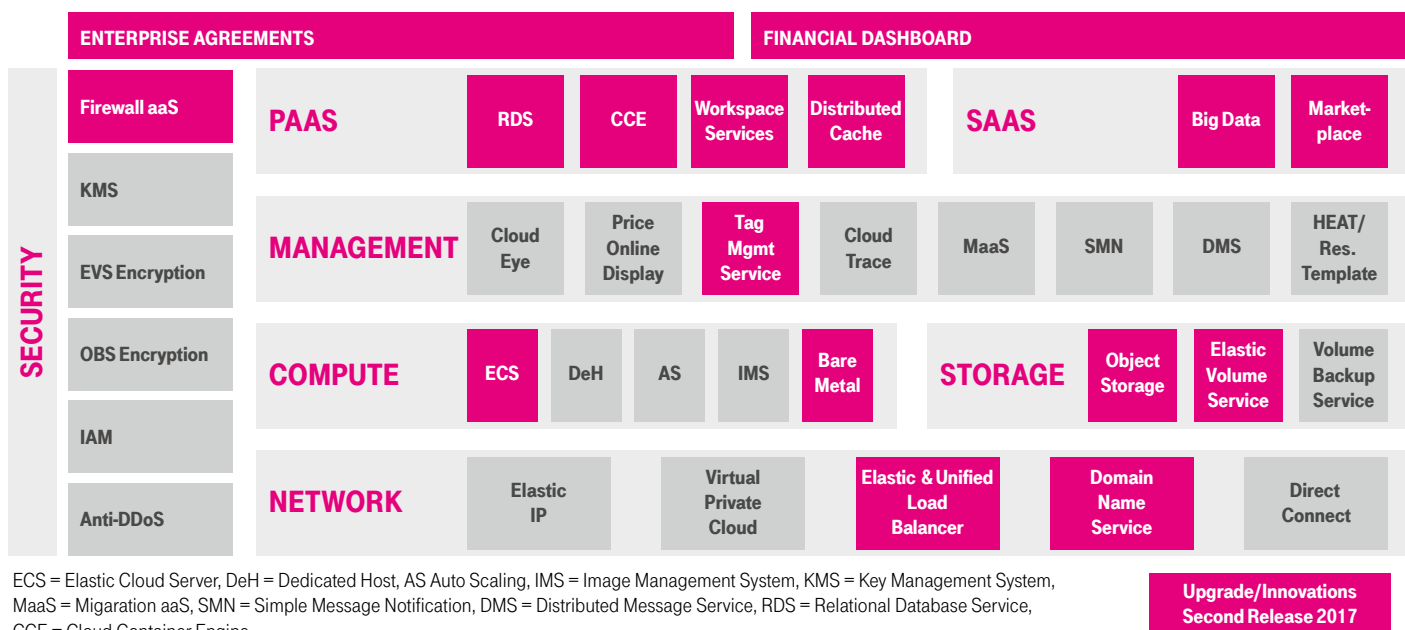 ENTERPRISE AGREEMENTS
FINANCIAL DASHBOARD
SECURITY
Firewall aaS
KMS
EVS Encryption
OBS Encryption
IAM
Anti-DDoS
PAAS
RDS
CCE
Workspace
Services
Distributed
Cache
SAAS
Big Data
Market-
place
MANAGEMENT
Cloud
Eye
Price
Online
Display
Tag
Mgmt
Service
Cloud
Trace
MaaS
SMN
DMS
HEAT/
Res.
Template
COMPUTE
ECS
DeH
AS
IMS
Bare
Metal
STORAGE
Object
Storage
Elastic
Volume
Service
Volume
Backup
Service
NETWORK
Elastic
IP
Virtual
Private
Cloud
Elastic & Unified
Load
Balancer
Domain
Name
Service
Direct
Connect
ECS = Elastic Cloud Server, DeH = Dedicated Host, AS Auto Scaling, IMS = Image Management System, KMS = Key Management System,
MaaS = Migaration aaS, SMN = Simple Message Notification, DMS = Distributed Message Service, RDS = Relational Database Service,
CCE = Cloud Container Engine
Upgrade/Innovations
Second Release 2017